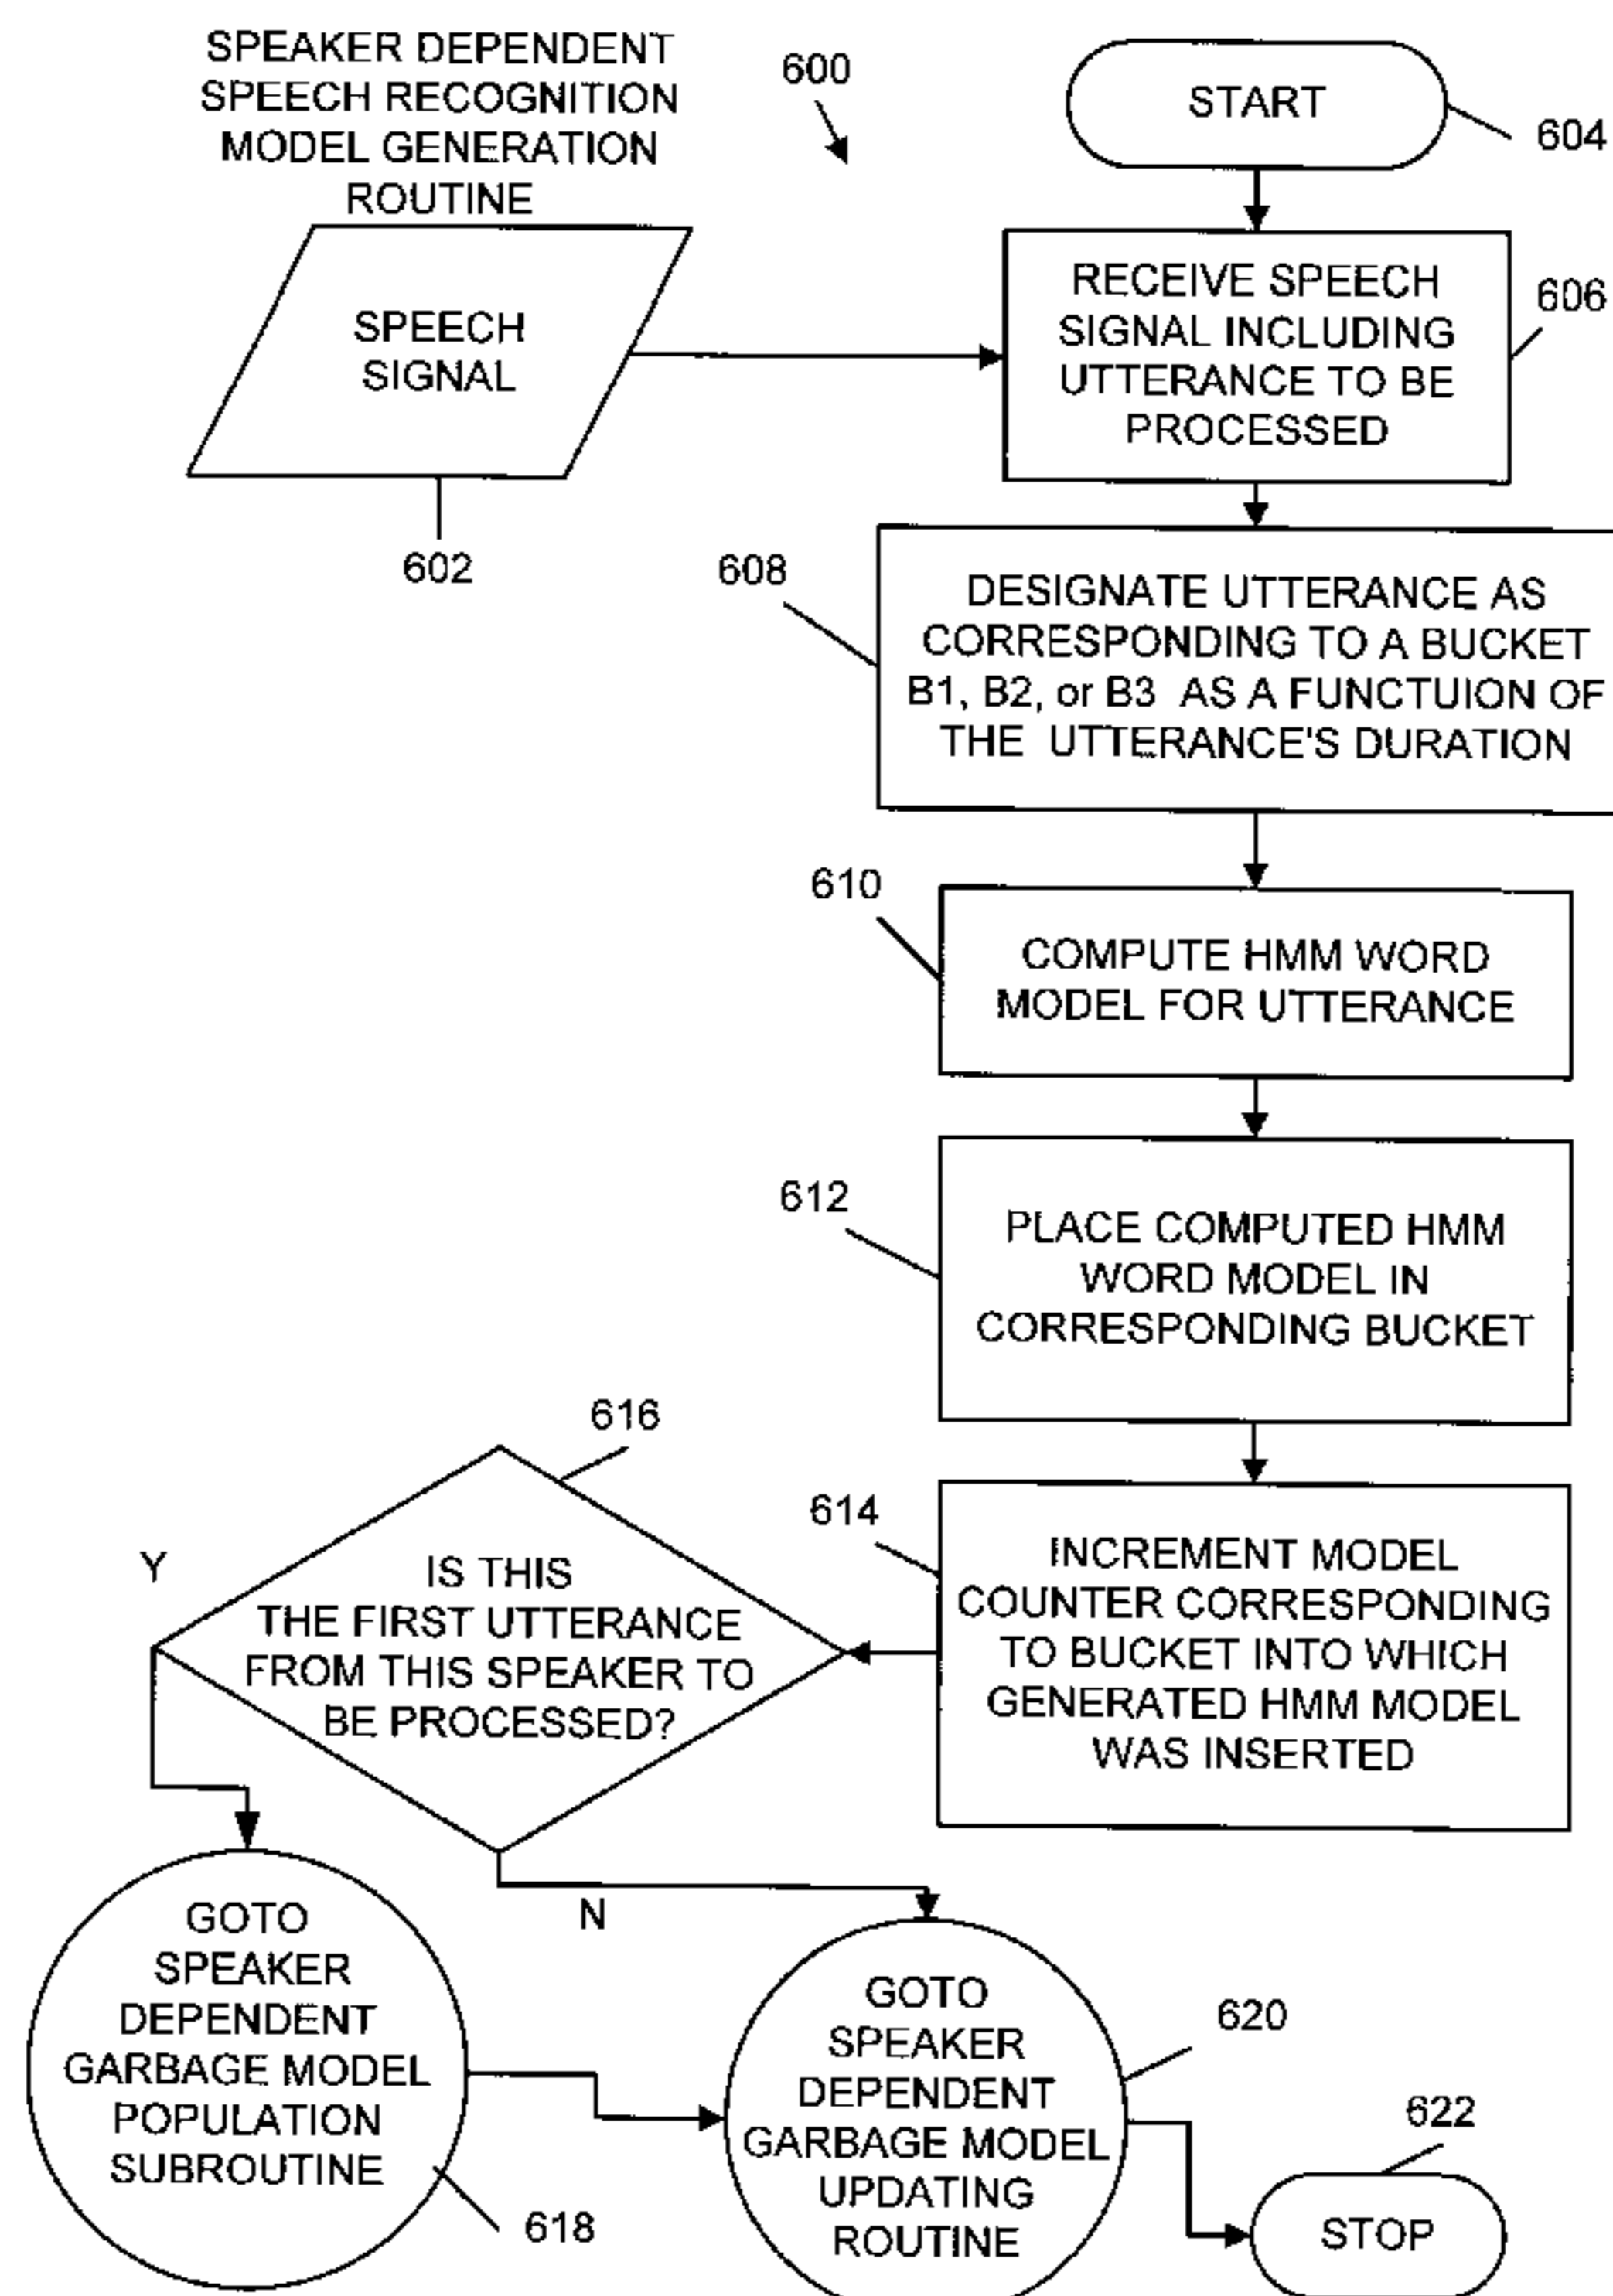 SPEAKER DEPENDENT
SPEECH RECOGNITION
MODEL GENERATION
ROUTINE
600
START
604
SPEECH
SIGNAL
602
RECEIVE SPEECH
SIGNAL INCLUDING
UTTERANCE TO BE
PROCESSED
606
608
DESIGNATE UTTERANCE AS
CORRESPONDING TO A BUCKET
B1, B2, or B3 AS A FUNCTUION OF
THE UTTERANCE'S DURATION
610
COMPUTE HMM WORD
MODEL FOR UTTERANCE
612
PLACE COMPUTED HMM
WORD MODEL IN
CORRESPONDING BUCKET
614
INCREMENT MODEL
COUNTER CORRESPONDING
TO BUCKET INTO WHICH
GENERATED HMM MODEL
WAS INSERTED
616
Y
IS THIS
THE FIRST UTTERANCE
FROM THIS SPEAKER TO
BE PROCESSED?
N
GOTO
SPEAKER
DEPENDENT
GARBAGE MODEL
POPULATION
SUBROUTINE
618
GOTO
SPEAKER
DEPENDENT
GARBAGE MODEL
UPDATING
ROUTINE
620
622
STOP